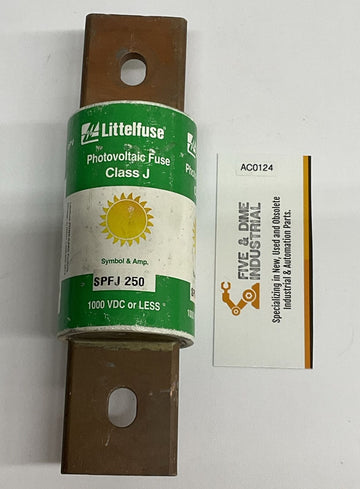 Littelfuse®
Photovoltaic Fuse
Class J
Symbol & Amp.
SPFJ 250
1000 VDC or LESS
AC0124
FIVE & DIME
INDUSTRIAL
Specializing in New, Used and Obsolete
Industrial & Automation Parts.